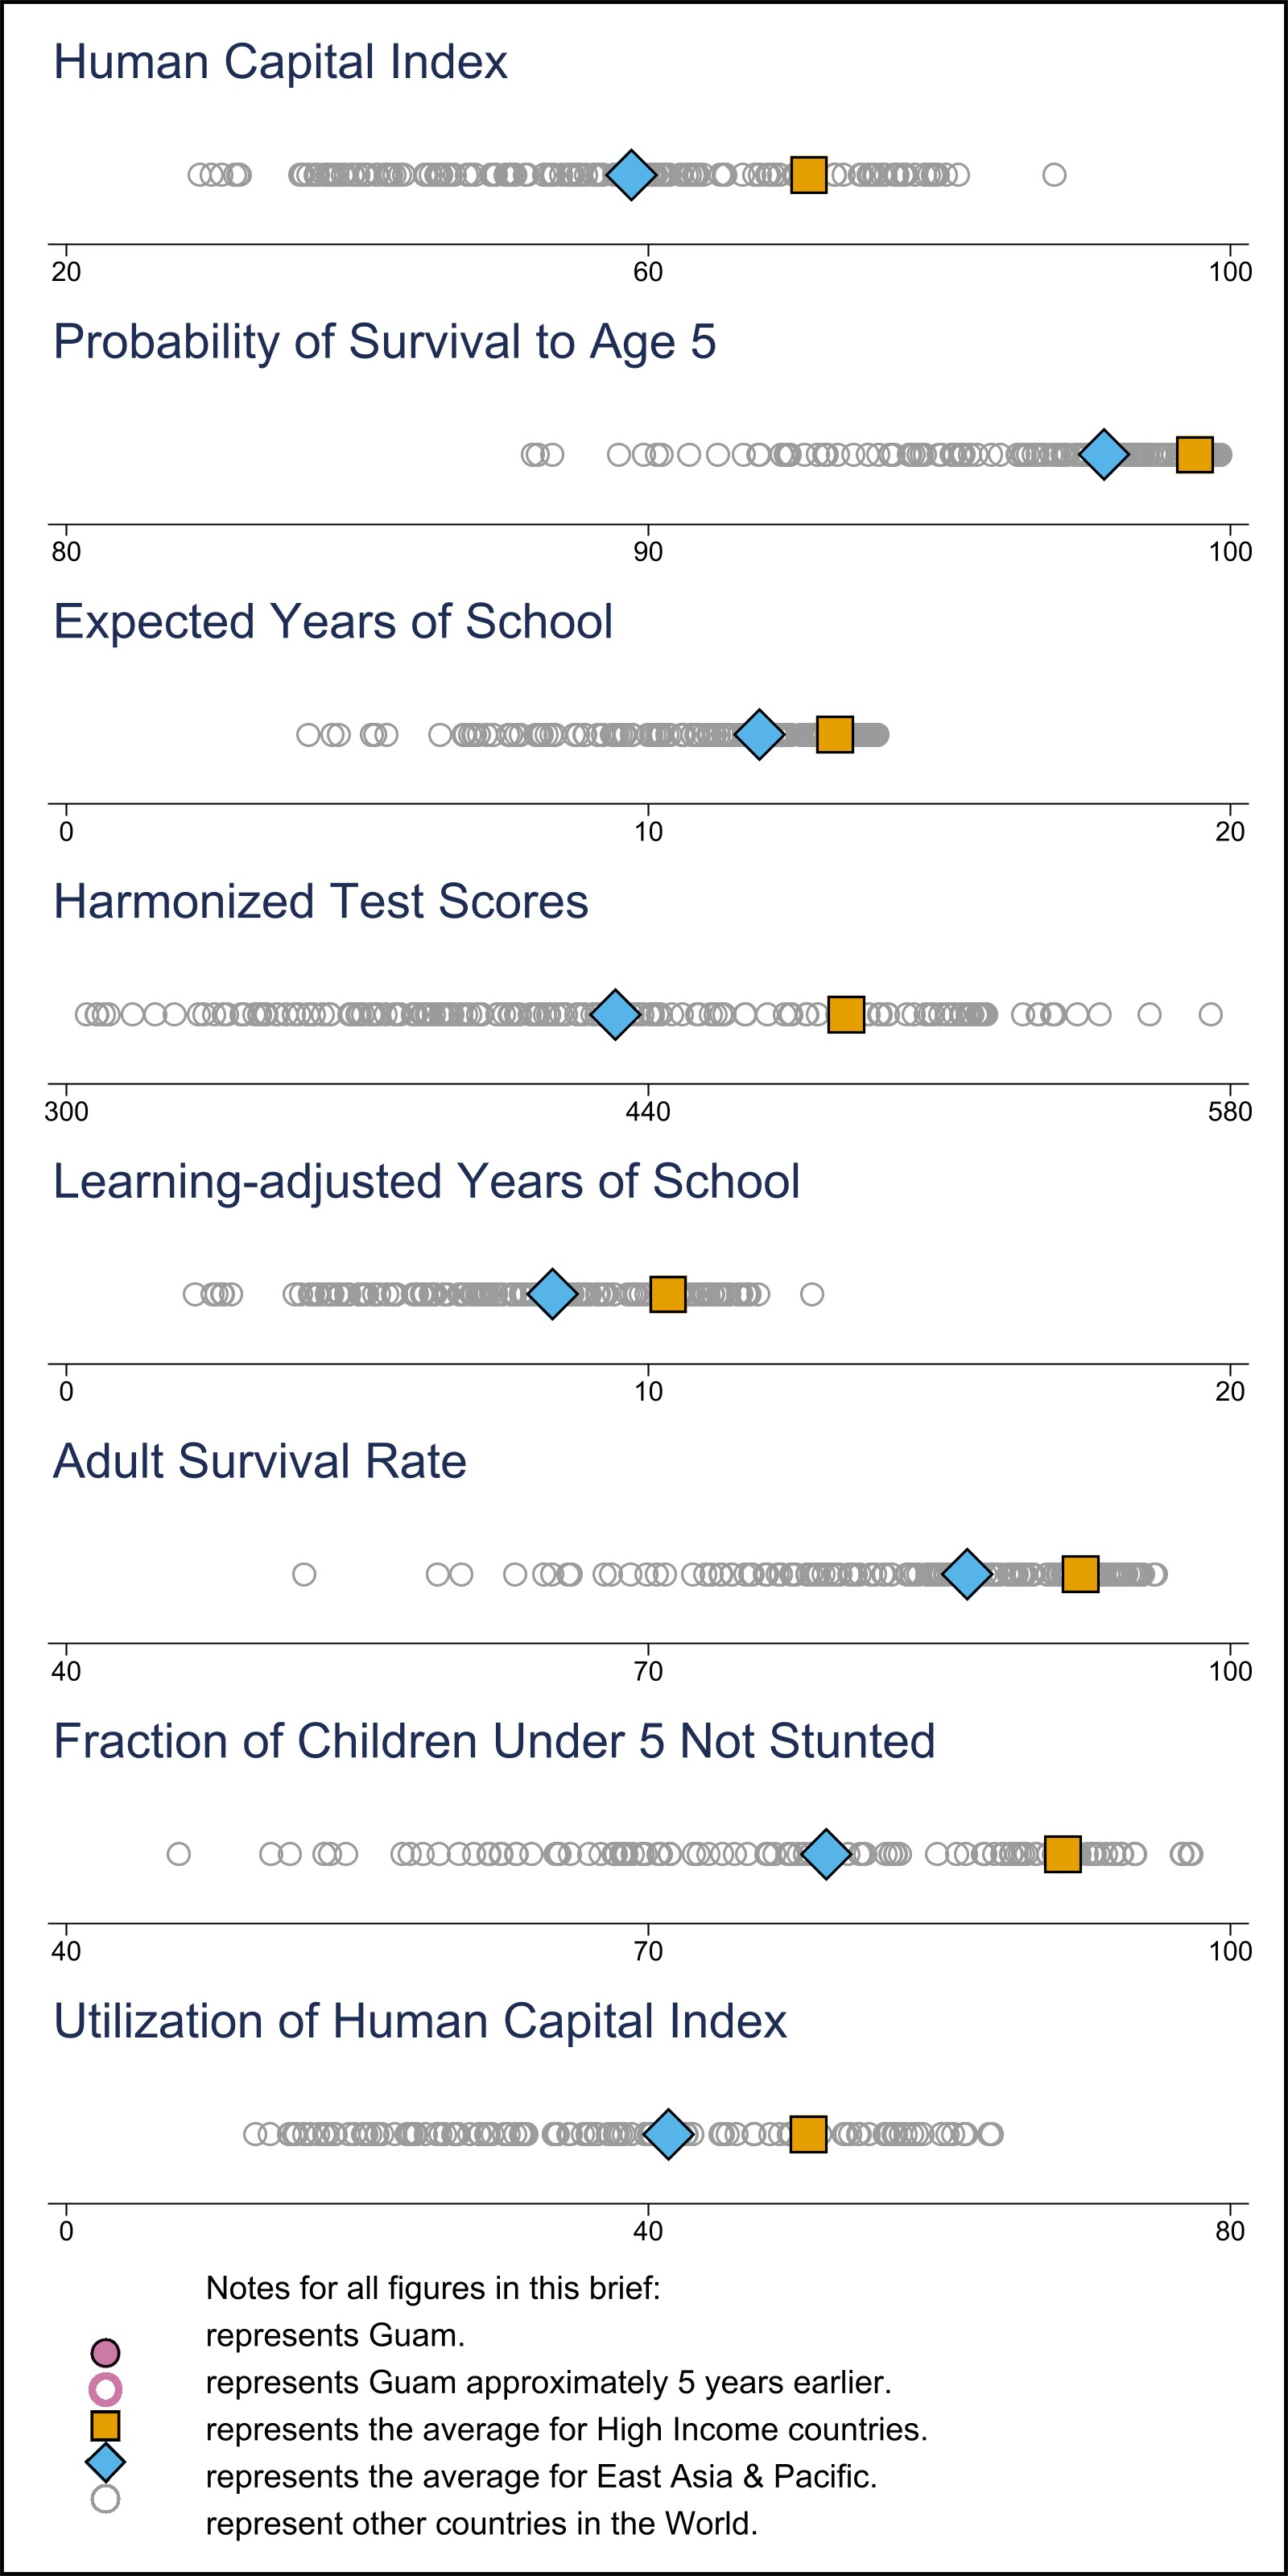 Human Capital Index
20 60 100
Probability of Survival to Age 5
80 90 100
Expected Years of School
0 10 20
Harmonized Test Scores
300 440 580
Learning-adjusted Years of School
0 10 20
Adult Survival Rate
40 70 100
Fraction of Children Under 5 Not Stunted
40 70 100
Utilization of Human Capital Index
0 40 80
Notes for all figures in this brief:
represents Guam.
represents Guam approximately 5 years earlier.
represents the average for High Income countries.
represents the average for East Asia & Pacific.
represent other countries in the World.